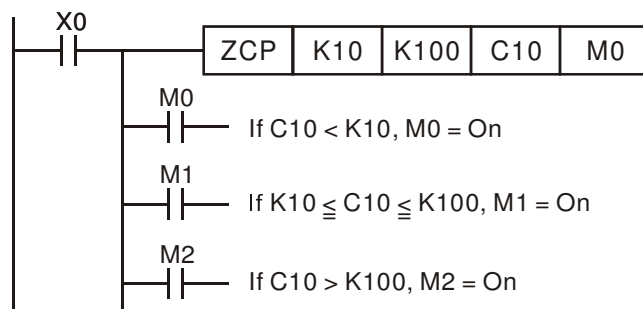 X0
ZCP K10 K100 C10 M0
M0
If C10 < K10, M0 = On
M1
If K10 ≦ C10 ≦ K100, M1 = On
M2
If C10 > K100, M2 = On